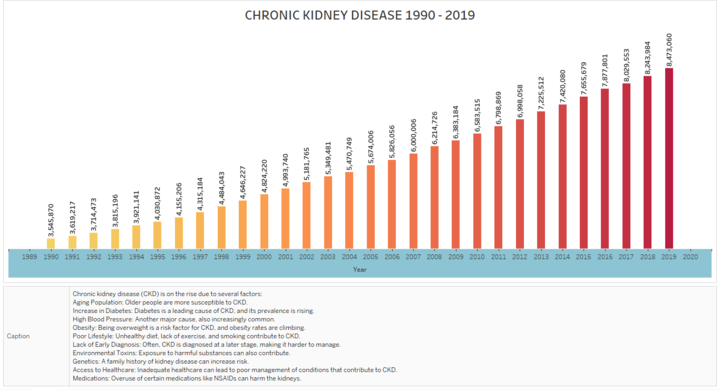 CHRONIC KIDNEY DISEASE 1990 - 2019
3,545,870
3,619,217
3,714,473
3,815,196
3,921,141
4,030,872
4,155,206
4,315,184
4,484,043
4,646,227
4,824,220
4,993,740
5,181,765
5,349,481
5,470,749
5,674,006
5,826,056
6,000,006
6,214,726
6,383,184
6,583,515
6,798,869
6,998,058
7,225,512
7,420,080
7,655,679
7,877,801
8,029,553
8,243,984
8,473,060
1989 1990 1991 1992 1993 1994 1995 1996 1997 1998 1999 2000 2001 2002 2003 2004 2005 2006 2007 2008 2009 2010 2011 2012 2013 2014 2015 2016 2017 2018 2019 2020
Year
Caption
Chronic kidney disease (CKD) is on the rise due to several factors:
Aging Population: Older people are more susceptible to CKD.
Increase in Diabetes: Diabetes is a leading cause of CKD, and its prevalence is rising.
High Blood Pressure: Another major cause, also increasingly common.
Obesity: Being overweight is a risk factor for CKD, and obesity rates are climbing.
Poor Lifestyle: Unhealthy diet, lack of exercise, and smoking contribute to CKD.
Lack of Early Diagnosis: Often, CKD is diagnosed at a later stage, making it harder to manage.
Environmental Toxins: Exposure to harmful substances can also contribute.
Genetics: A family history of kidney disease can increase risk.
Access to Healthcare: Inadequate healthcare can lead to poor management of conditions that contribute to CKD.
Medications: Overuse of certain medications like NSAIDs can harm the kidneys.